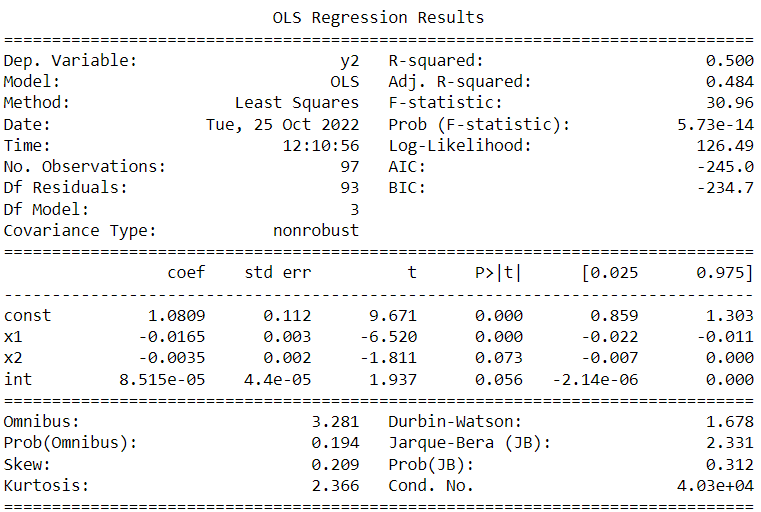 OLS Regression Results
==============================================================================
Dep. Variable:                     y2   R-squared:                       0.500
Model:                            OLS   Adj. R-squared:                  0.484
Method:                 Least Squares   F-statistic:                     30.96
Date:                Tue, 25 Oct 2022   Prob (F-statistic):           5.73e-14
Time:                        12:10:56   Log-Likelihood:                 126.49
No. Observations:                  97   AIC:                            -245.0
Df Residuals:                      93   BIC:                            -234.7
Df Model:                           3
Covariance Type:            nonrobust
==============================================================================
                 coef    std err          t      P>|t|      [0.025      0.975]
------------------------------------------------------------------------------
const          1.0809      0.112      9.671      0.000       0.859       1.303
x1            -0.0165      0.003     -6.520      0.000      -0.022      -0.011
x2            -0.0035      0.002     -1.811      0.073      -0.007       0.000
int         8.515e-05    4.4e-05      1.937      0.056   -2.14e-06       0.000
==============================================================================
Omnibus:                        3.281   Durbin-Watson:                   1.678
Prob(Omnibus):                  0.194   Jarque-Bera (JB):                2.331
Skew:                           0.209   Prob(JB):                        0.312
Kurtosis:                       2.366   Cond. No.                     4.03e+04
==============================================================================